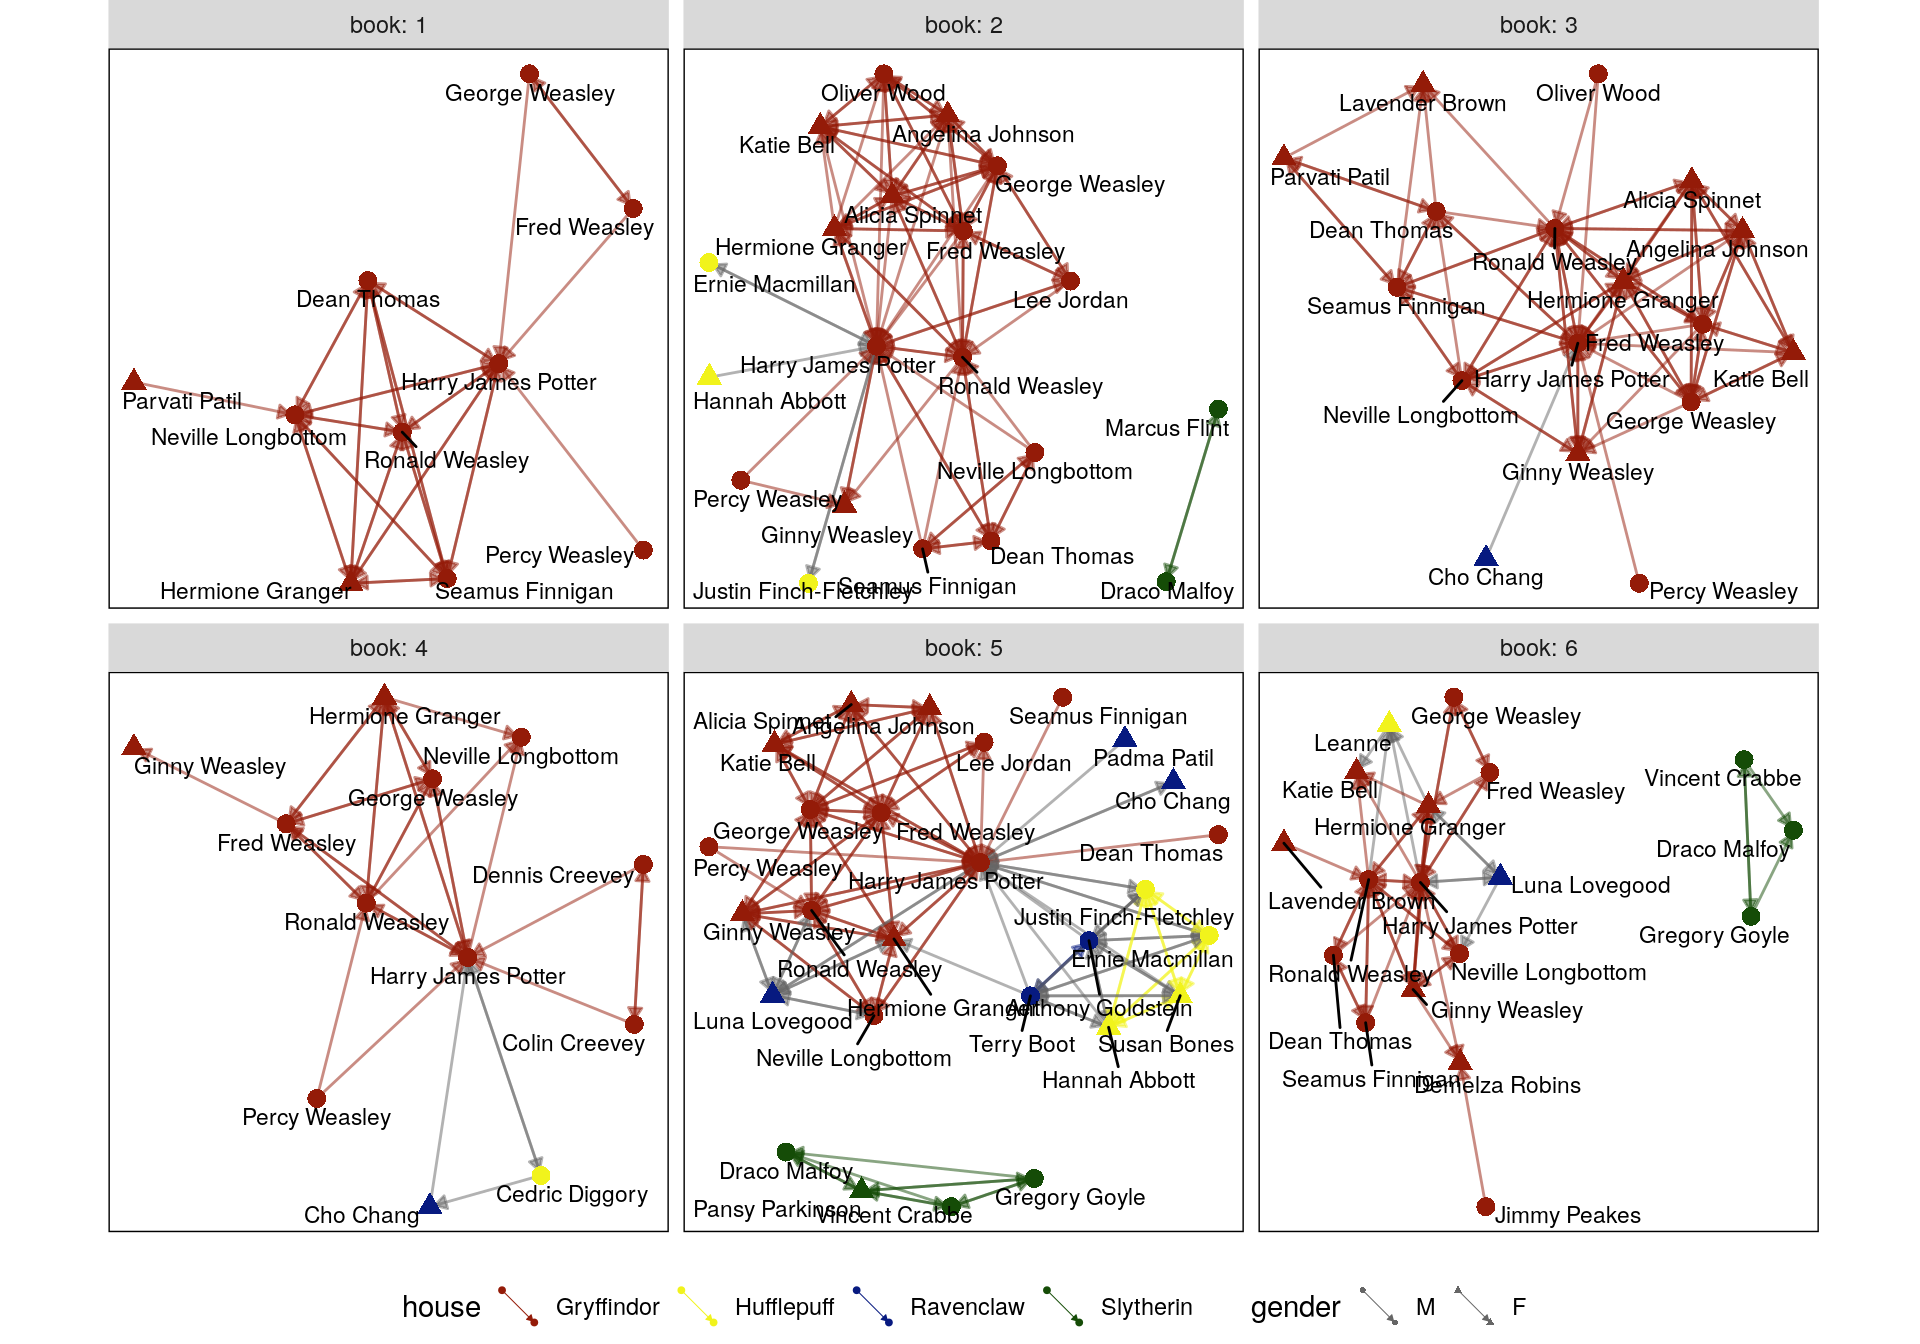 book: 1
book: 2
book: 3
George Weasley
Fred Weasley
Dean Thomas
Harry James Potter
Parvati Patil
Neville Longbottom
Ronald Weasley
Percy Weasley
Hermione Granger
Seamus Finnigan
Oliver Wood
Angelina Johnson
Katie Bell
George Weasley
Alicia Spinnet
Hermione Granger
Fred Weasley
Ernie Macmillan
Lee Jordan
Harry James Potter
Ronald Weasley
Hannah Abbott
Marcus Flint
Neville Longbottom
Percy Weasley
Ginny Weasley
Dean Thomas
Seamus Finnigan
Justin Finch-Fletchley
Draco Malfoy
Lavender Brown
Oliver Wood
Parvati Patil
Alicia Spinnet
Dean Thomas
Angelina Johnson
Ronald Weasley
Seamus Finnigan
Hermione Granger
Fred Weasley
Harry James Potter
Katie Bell
Neville Longbottom
George Weasley
Ginny Weasley
Cho Chang
Percy Weasley
book: 4
book: 5
book: 6
Hermione Granger
Neville Longbottom
Ginny Weasley
George Weasley
Fred Weasley
Dennis Creevey
Ronald Weasley
Harry James Potter
Colin Creevey
Percy Weasley
Cedric Diggory
Cho Chang
Alicia Spinnet
Angelina Johnson
Seamus Finnigan
Katie Bell
Lee Jordan
Padma Patil
Cho Chang
George Weasley
Fred Weasley
Percy Weasley
Dean Thomas
Harry James Potter
Justin Finch-Fletchley
Ginny Weasley
Ernie Macmillan
Ronald Weasley
Luna Lovegood
Hermione Granger
Anthony Goldstein
Neville Longbottom
Terry Boot
Susan Bones
Hannah Abbott
Draco Malfoy
Gregory Goyle
Pansy Parkinson
Vincent Crabbe
George Weasley
Leanne
Katie Bell
Fred Weasley
Vincent Crabbe
Hermione Granger
Draco Malfoy
Luna Lovegood
Lavender Brown
Harry James Potter
Gregory Goyle
Ronald Weasley
Neville Longbottom
Ginny Weasley
Dean Thomas
Seamus Finnigan
Demelza Robins
Jimmy Peakes
house Gryffindor Hufflepuff Ravenclaw Slytherin gender M F